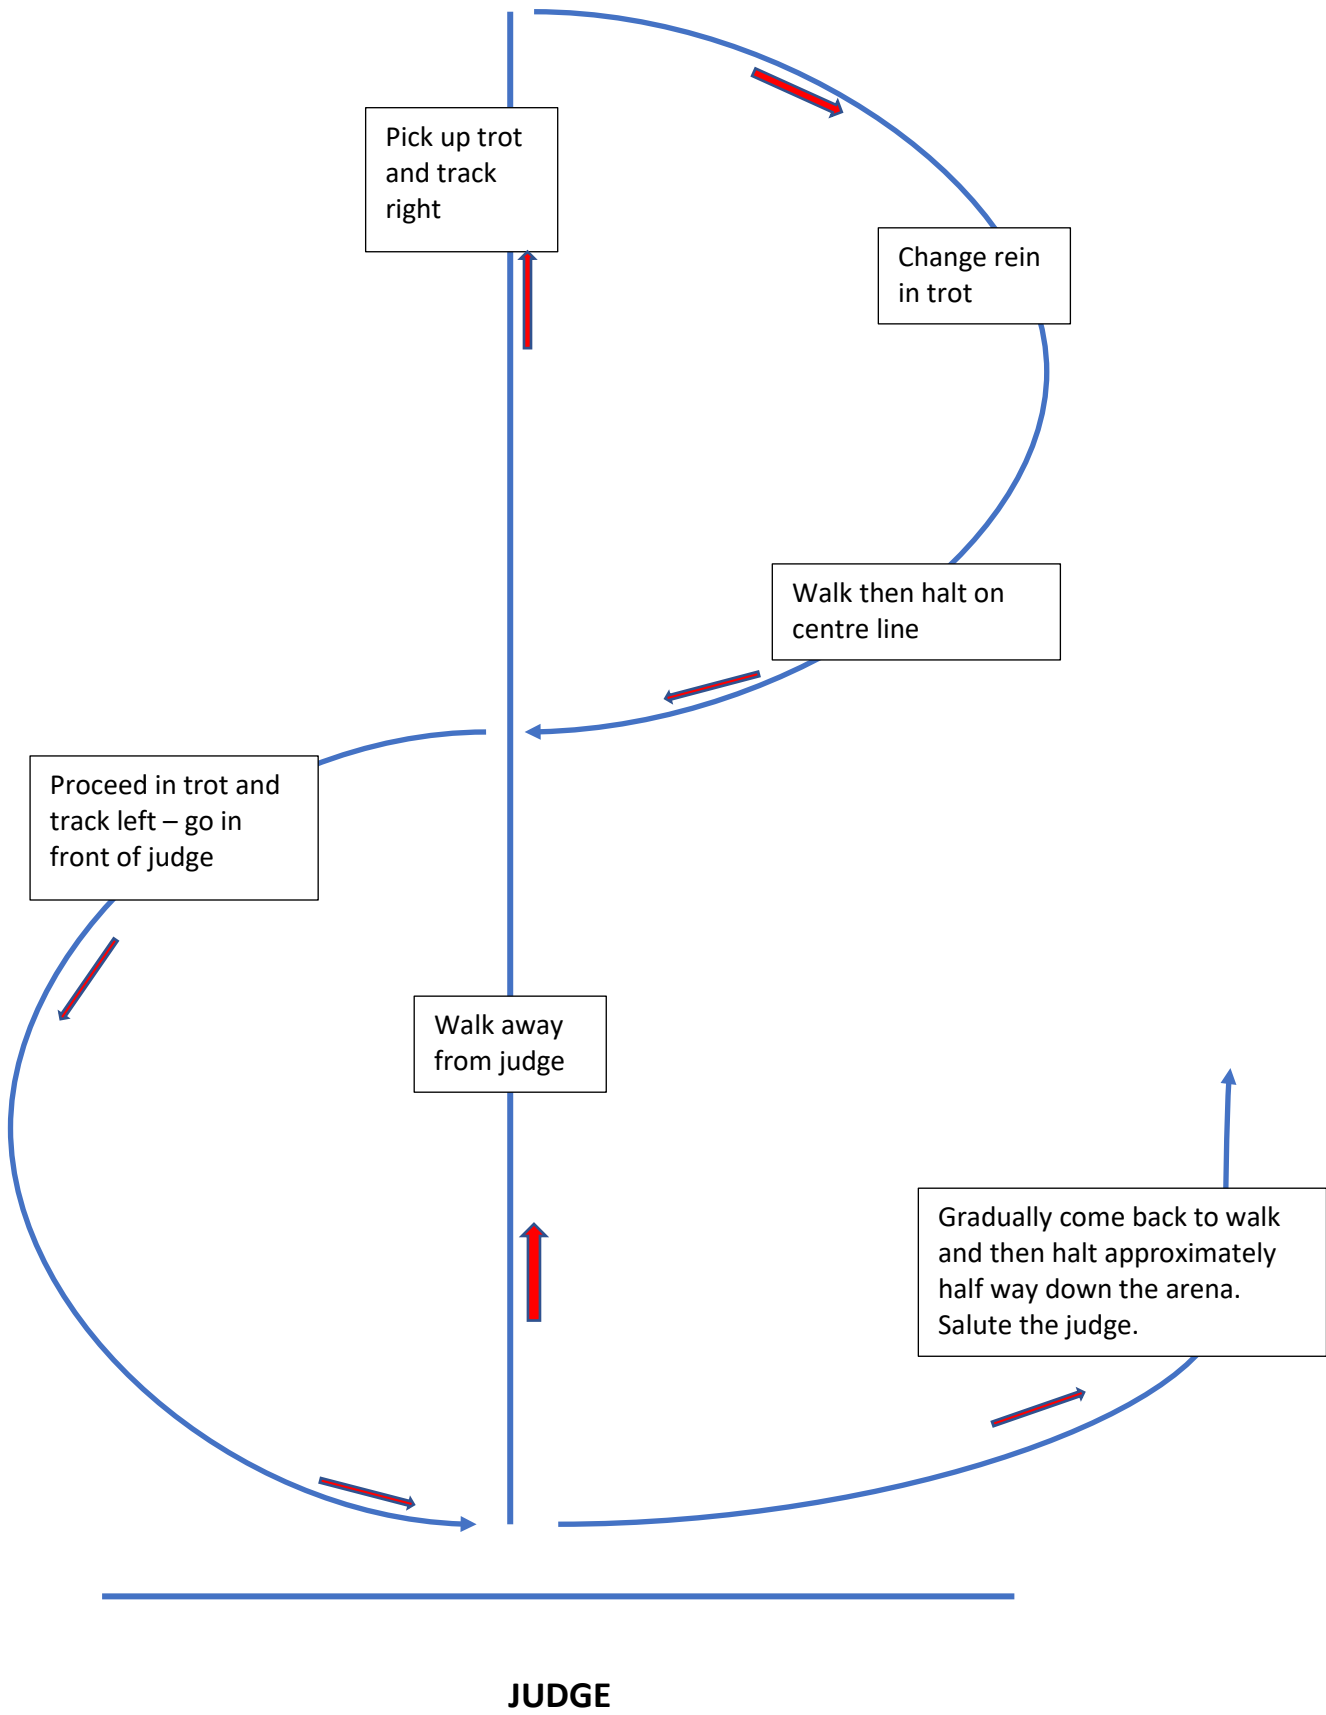 Pick up trot
and track
right
Change rein
in trot
Walk then halt on
centre line
Proceed in trot and
track left – go in
front of judge
Walk away
from judge
Gradually come back to walk
and then halt approximately
half way down the arena.
Salute the judge.
JUDGE